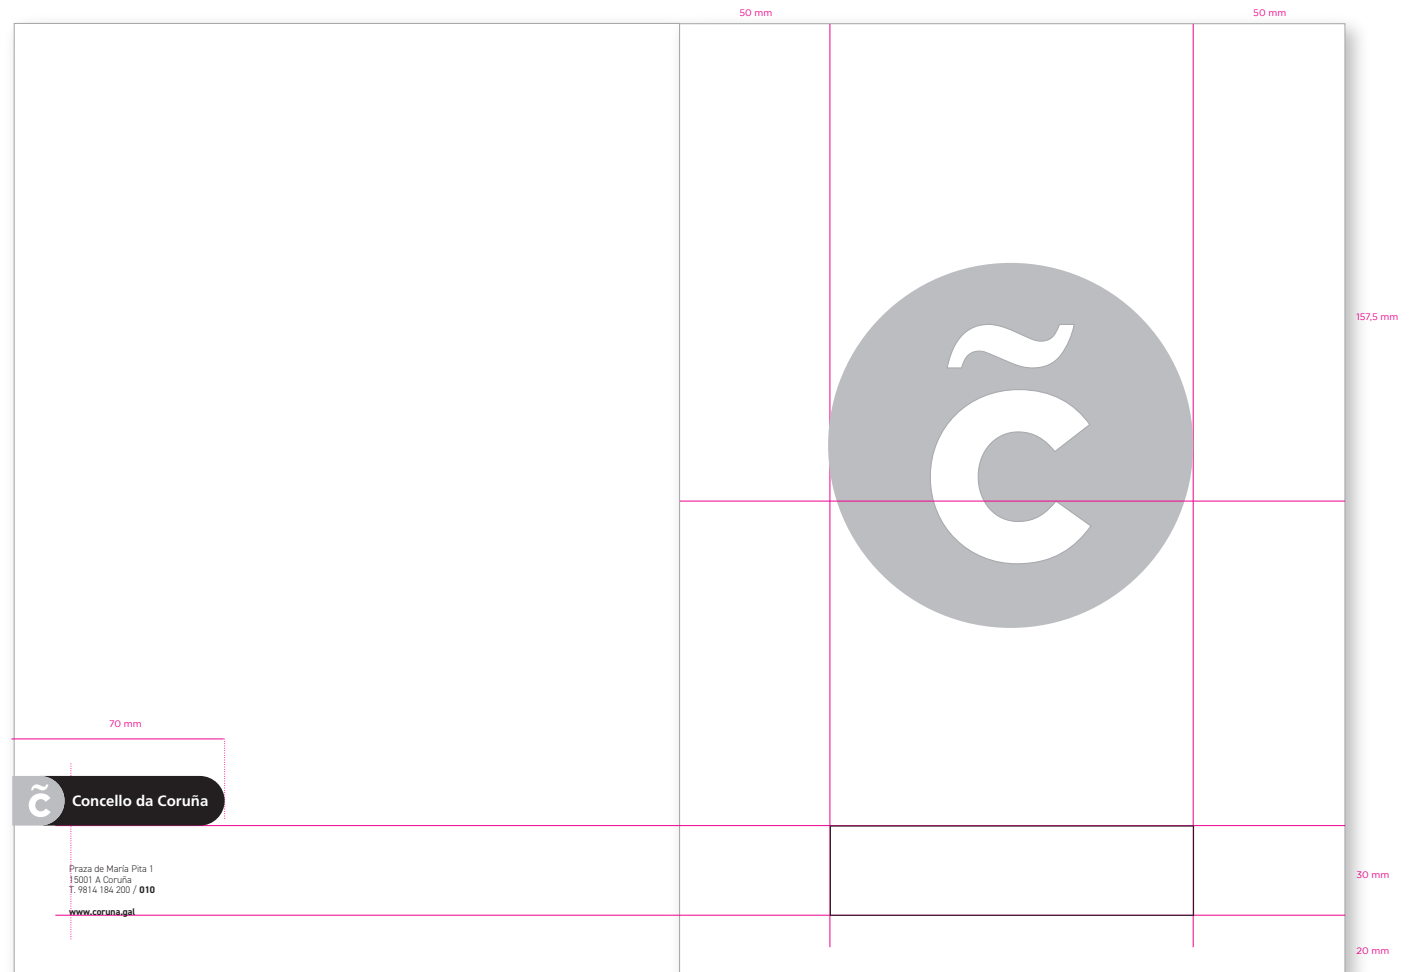 50 mm
50 mm
157,5 mm
c̃
70 mm
c̃ Concello da Coruña
Praza de María Pita 1
15001 A Coruña
T. 9814 184 200 / 010
www.coruna.gal
30 mm
20 mm